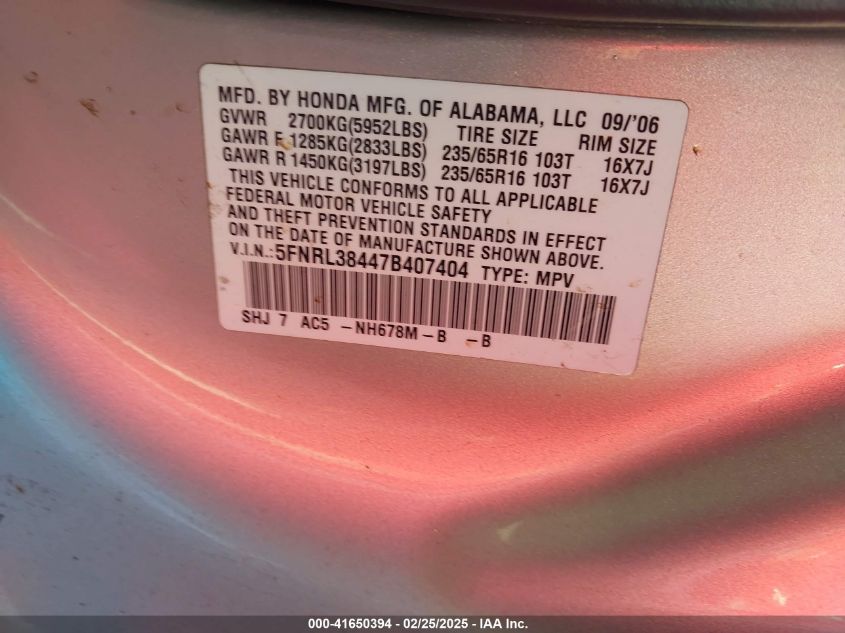 MFD. BY HONDA MFG. OF ALABAMA, LLC 09/'06
GVWR 2700KG(5952LBS) TIRE SIZE RIM SIZE
GAWR F 1285KG(2833LBS) 235/65R16 103T 16X7J
GAWR R 1450KG(3197LBS) 235/65R16 103T 16X7J
THIS VEHICLE CONFORMS TO ALL APPLICABLE
FEDERAL MOTOR VEHICLE SAFETY
AND THEFT PREVENTION STANDARDS IN EFFECT
ON THE DATE OF MANUFACTURE SHOWN ABOVE.
V.I.N.:5FNRL38447B407404 TYPE: MPV
SHJ 7 AC5 -NH678M-B -B
000-41650394 - 02/25/2025 - IAA Inc.